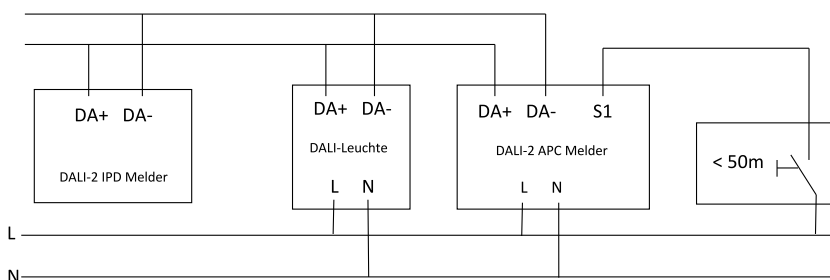 DA+ DA-
DALI-2 IPD Melder
DA+ DA-
DALI-Leuchte
L N
DA+ DA- S1
DALI-2 APC Melder
L N
< 50m
L
N